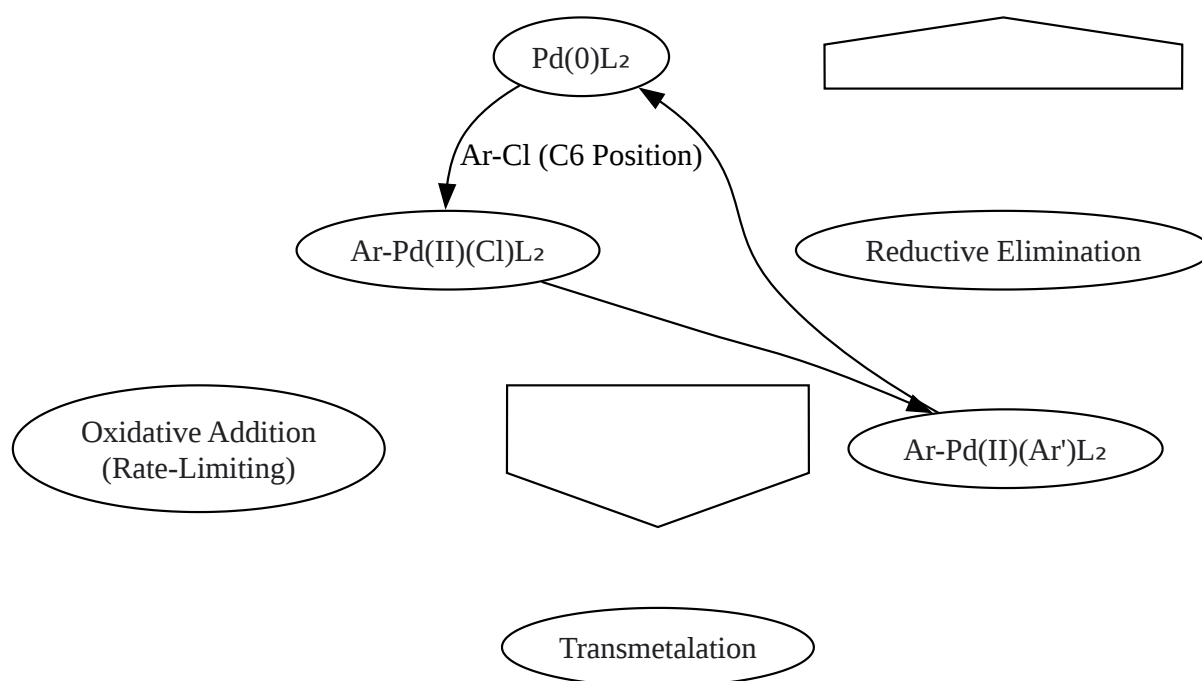 Pd(0)L₂
Ar-Cl (C6 Position)
Ar-Pd(II)(Cl)L₂
Reductive Elimination
Oxidative Addition
(Rate-Limiting)
Ar-Pd(II)(Ar')L₂
Transmetalation